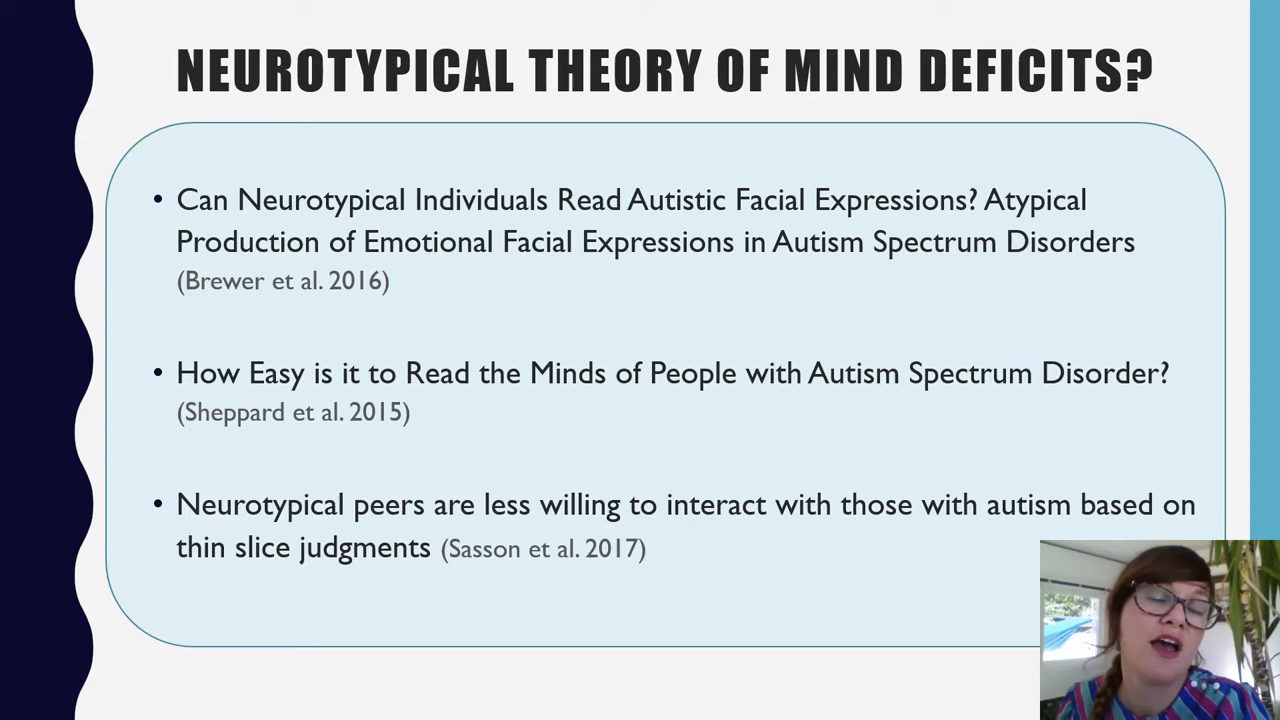 NEUROTYPICAL THEORY OF MIND DEFICITS?
• Can Neurotypical Individuals Read Autistic Facial Expressions? Atypical
Production of Emotional Facial Expressions in Autism Spectrum Disorders
(Brewer et al. 2016)
• How Easy is it to Read the Minds of People with Autism Spectrum Disorder?
(Sheppard et al. 2015)
• Neurotypical peers are less willing to interact with those with autism based on
thin slice judgments (Sasson et al. 2017)